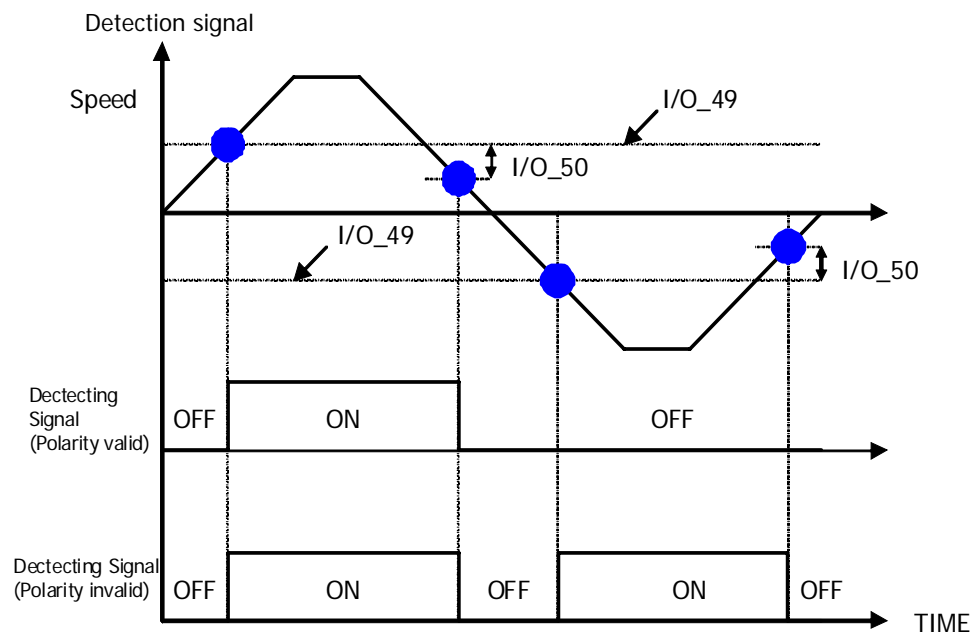 Detection signal
Speed
I/O_49
I/O_50
I/O_49
I/O_50
Dectecting
Signal
(Polarity valid)
OFF
ON
OFF
Dectecting Signal
(Polarity invalid)
OFF
ON
OFF
ON
OFF
TIME